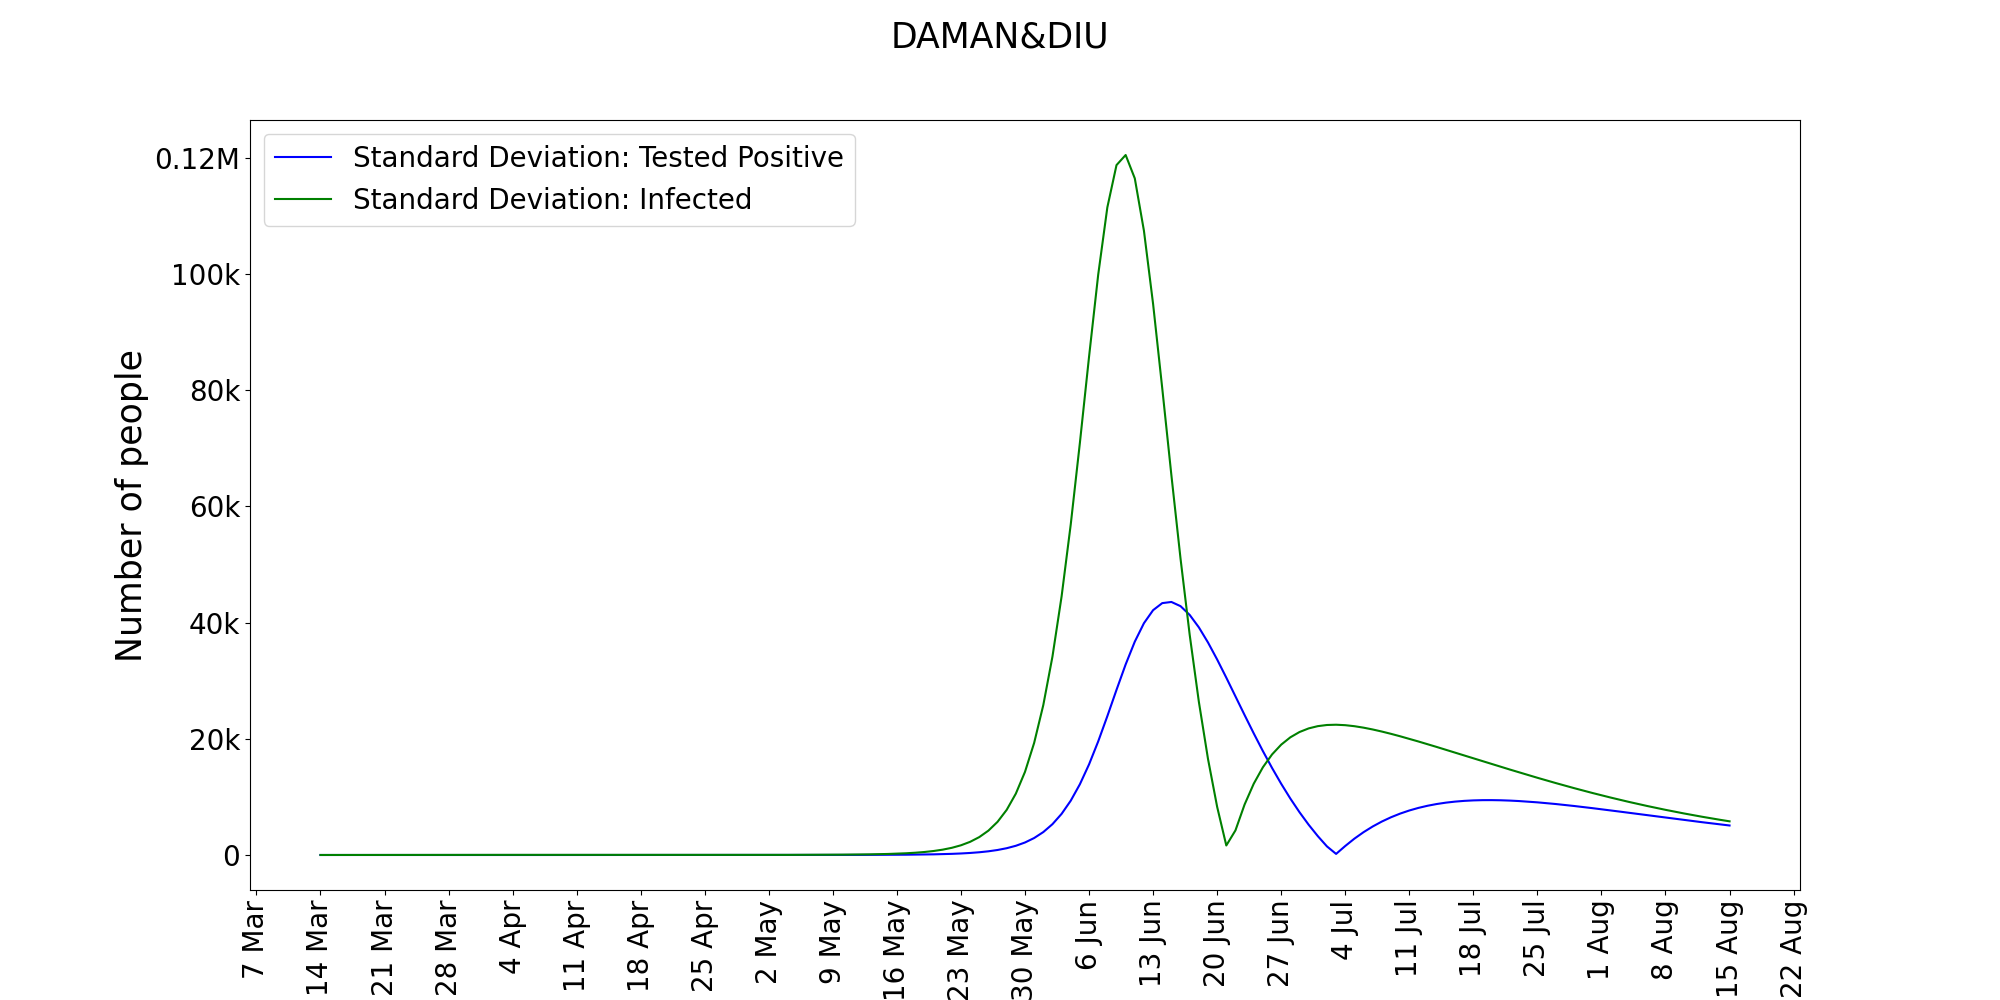 DAMAN&DIU
Standard Deviation: Tested Positive
Standard Deviation: Infected
Number of people
0.12M
100k
80k
60k
40k
20k
0
7 Mar
14 Mar
21 Mar
28 Mar
4 Apr
11 Apr
18 Apr
25 Apr
2 May
9 May
16 May
23 May
30 May
6 Jun
13 Jun
20 Jun
27 Jun
4 Jul
11 Jul
18 Jul
25 Jul
1 Aug
8 Aug
15 Aug
22 Aug